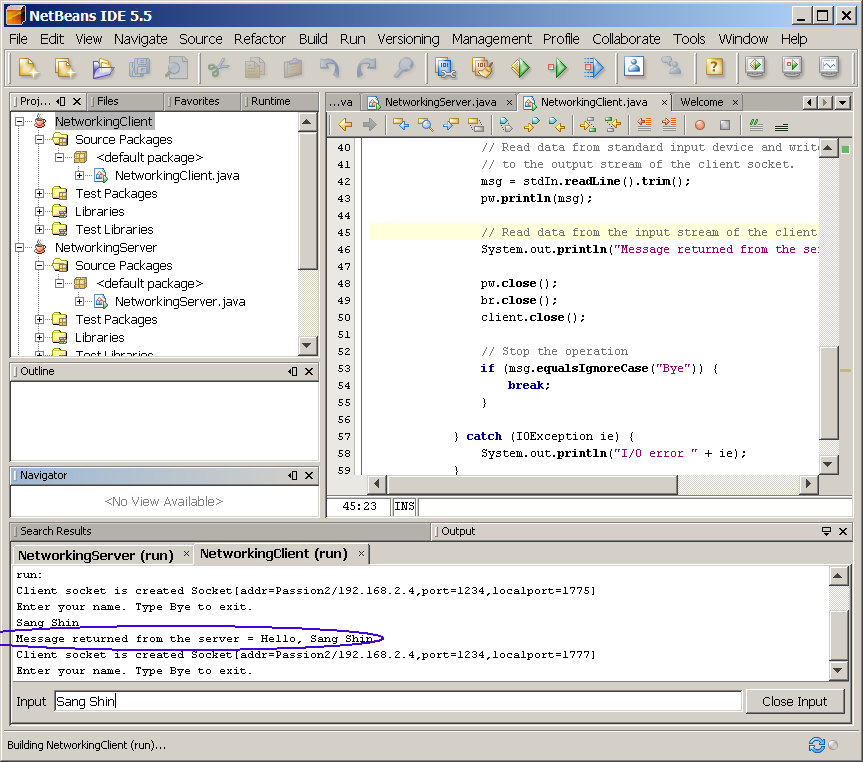 NetBeans IDE 5.5
File Edit View Navigate Source Refactor Build Run Versioning Management Profile Collaborate Tools Window Help
Proj... Files Favorites Runtime
NetworkingClient
Source Packages
<default package>
NetworkingClient.java
Test Packages
Libraries
Test Libraries
NetworkingServer
Source Packages
<default package>
NetworkingServer.java
Test Packages
Libraries
Test Libraries
Outline
Navigator
<No View Available>
...va NetworkingServer.java NetworkingClient.java Welcome
40 // Read data from standard input device and write
41 // to the output stream of the client socket.
42 msg = stdIn.readLine().trim();
43 pw.println(msg);
44
45 // Read data from the input stream of the client
46 System.out.println("Message returned from the ser
47
48 pw.close();
49 br.close();
50 client.close();
51
52 // Stop the operation
53 if (msg.equalsIgnoreCase("Bye")) {
54 break;
55 }
56
57 } catch (IOException ie) {
58 System.out.println("I/O error " + ie);
59 }
45:23 INS
Search Results
Output
NetworkingServer (run) NetworkingClient (run)
run:
Client socket is created Socket[addr=Passion2/192.168.2.4,port=1234,localport=1775]
Enter your name. Type Bye to exit.
Sang Shin
Message returned from the server = Hello, Sang Shin
Client socket is created Socket[addr=Passion2/192.168.2.4,port=1234,localport=1777]
Enter your name. Type Bye to exit.
Input Sang Shin Close Input
Building NetworkingClient (run)...